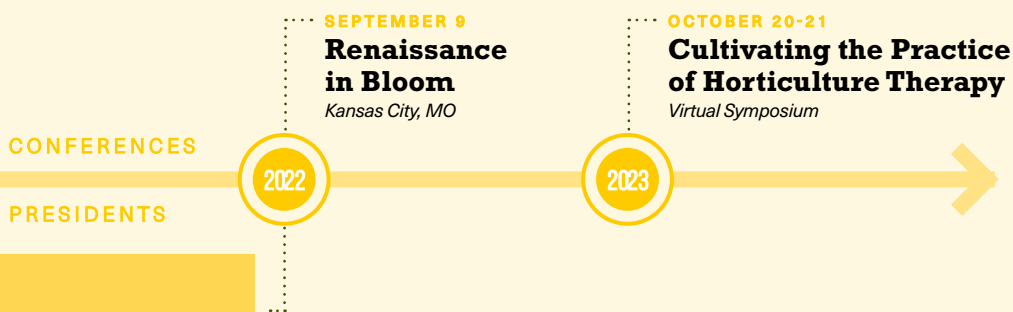 SEPTEMBER 9
Renaissance
in Bloom
Kansas City, MO
OCTOBER 20-21
Cultivating the Practice
of Horticulture Therapy
Virtual Symposium
CONFERENCES
2022
2023
PRESIDENTS